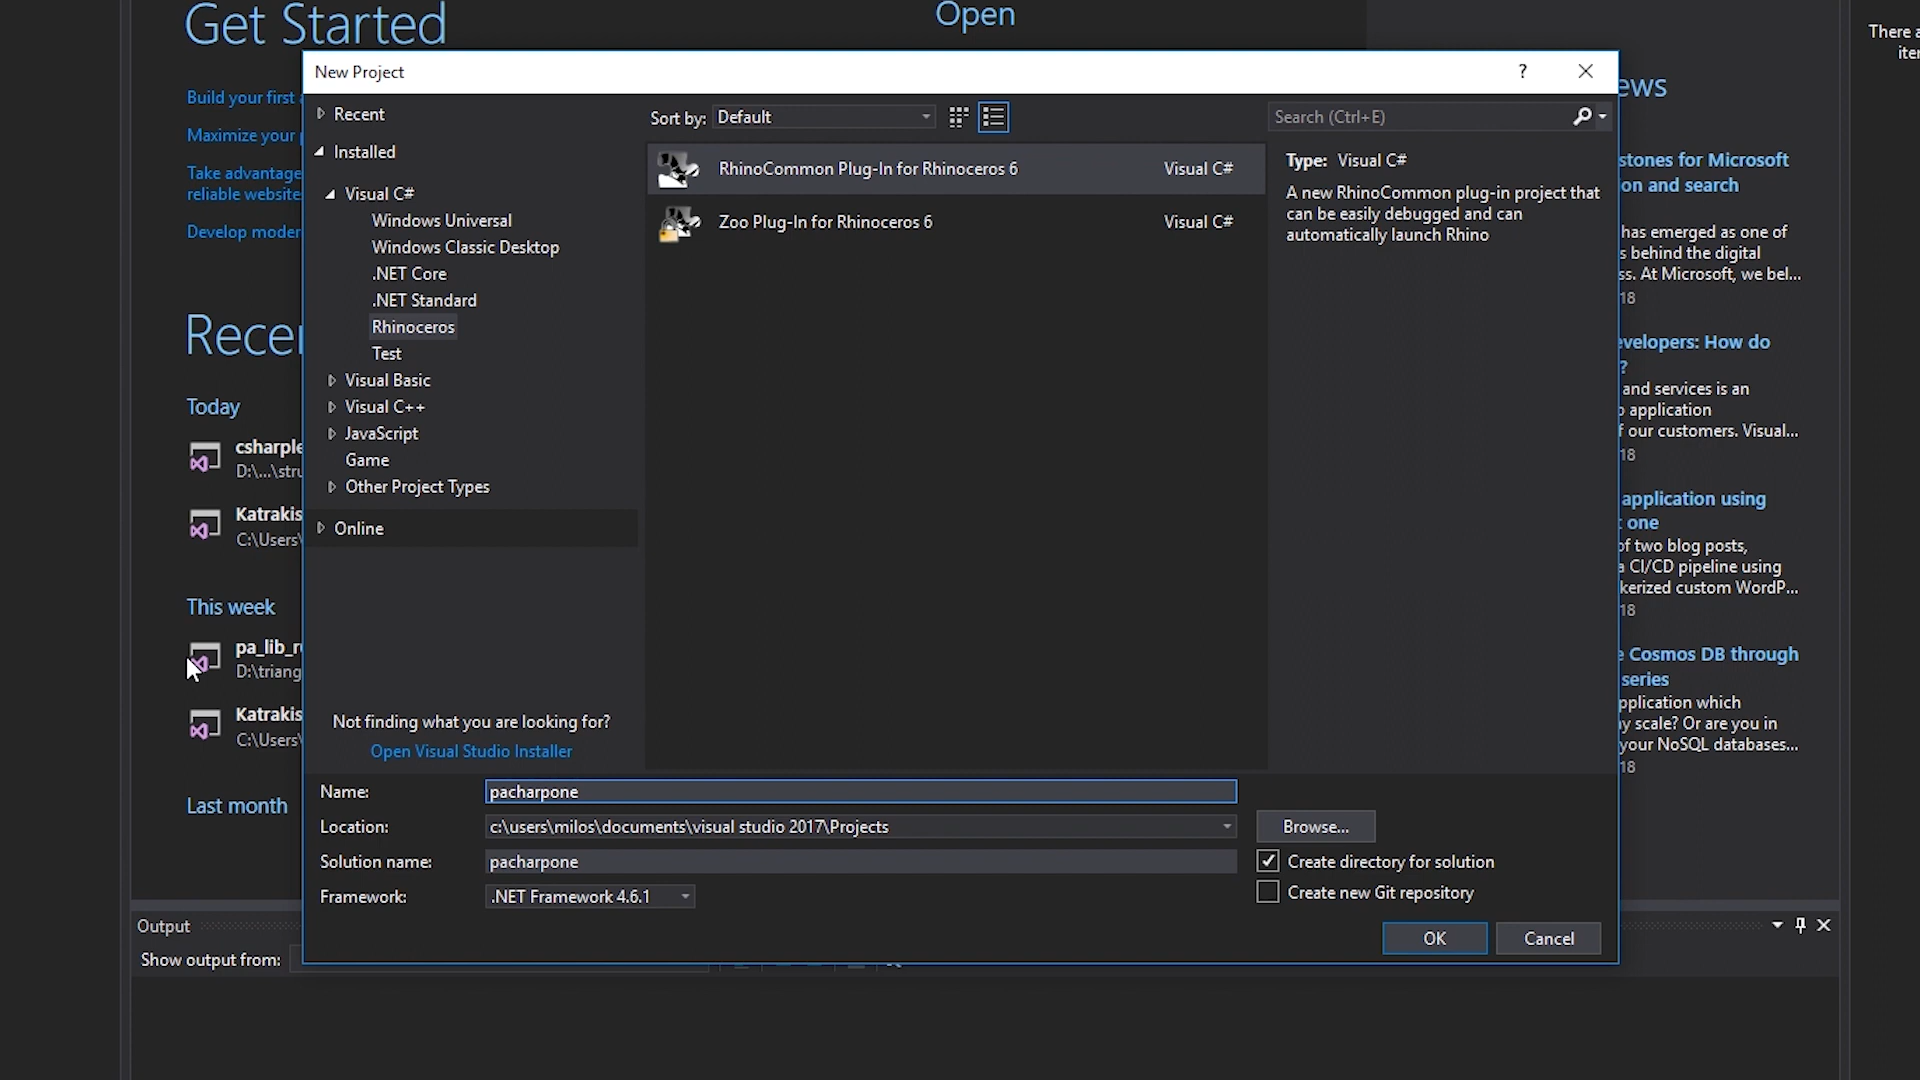 Get Started
Open
There a
iter
Build your first a
Maximize your p
Take advantage
reliable website
Develop moder
Recer
Today
csharple
D:\...\stru
Katrakis
C:\Users\
This week
pa_lib_r
D:\triang
Katrakis
C:\Users\
Last month
New Project
?
Recent
Installed
Visual C#
Windows Universal
Windows Classic Desktop
.NET Core
.NET Standard
Rhinoceros
Test
Visual Basic
Visual C++
JavaScript
Game
Other Project Types
Online
Not finding what you are looking for?
Open Visual Studio Installer
Sort by: Default
RhinoCommon Plug-In for Rhinoceros 6 Visual C#
Zoo Plug-In for Rhinoceros 6 Visual C#
Search (Ctrl+E)
Type: Visual C#
A new RhinoCommon plug-in project that
can be easily debugged and can
automatically launch Rhino
Name: pacharpone
Location: c:\users\milos\documents\visual studio 2017\Projects
Browse...
Solution name: pacharpone
Create directory for solution
Framework: .NET Framework 4.6.1
Create new Git repository
OK
Cancel
ews
stones for Microsoft
on and search
has emerged as one of
s behind the digital
ss. At Microsoft, we bel...
18
evelopers: How do
?
and services is an
application
f our customers. Visual...
18
application using
one
of two blog posts,
a CI/CD pipeline using
kerized custom WordP...
18
e Cosmos DB through
series
pplication which
y scale? Or are you in
your NoSQL databases...
18
Output
Show output from: